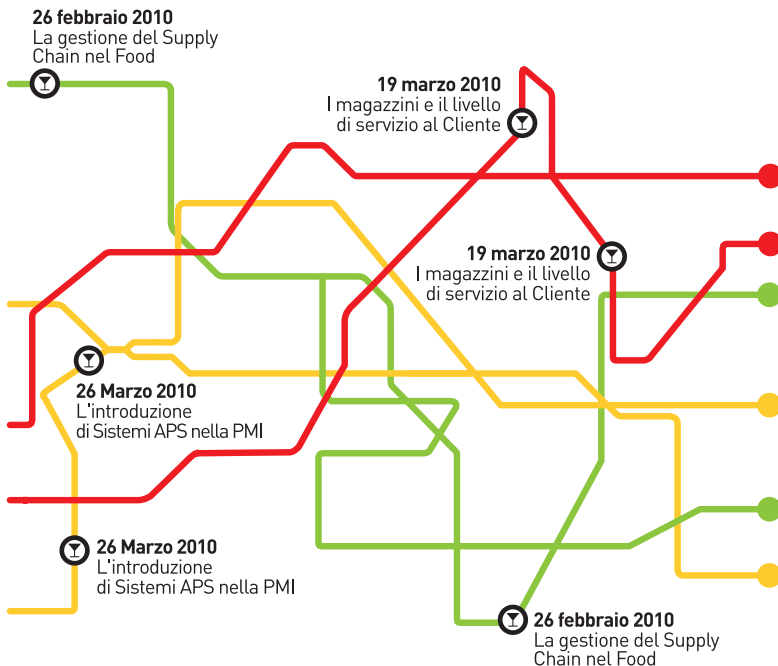 26 febbraio 2010
La gestione del Supply
Chain nel Food
19 marzo 2010
I magazzini e il livello
di servizio al Cliente
19 marzo 2010
I magazzini e il livello
di servizio al Cliente
26 Marzo 2010
L'introduzione
di Sistemi APS nella PMI
26 Marzo 2010
L'introduzione
di Sistemi APS nella PMI
26 febbraio 2010
La gestione del Supply
Chain nel Food